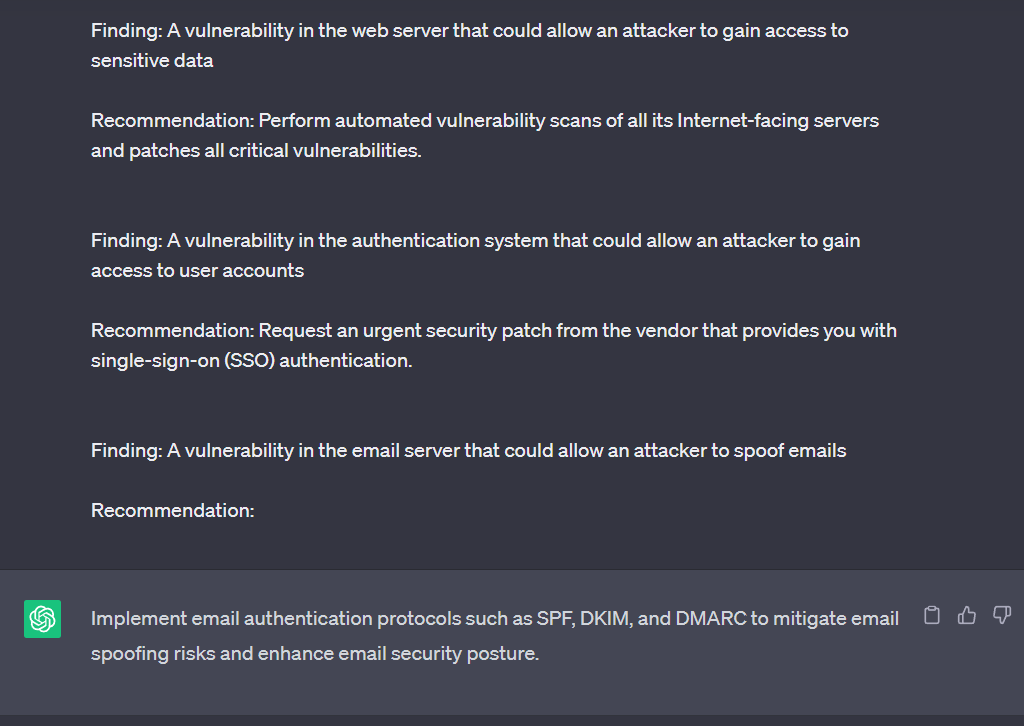 Finding: A vulnerability in the web server that could allow an attacker to gain access to
sensitive data
Recommendation: Perform automated vulnerability scans of all its Internet-facing servers
and patches all critical vulnerabilities.
Finding: A vulnerability in the authentication system that could allow an attacker to gain
access to user accounts
Recommendation: Request an urgent security patch from the vendor that provides you with
single-sign-on (SSO) authentication.
Finding: A vulnerability in the email server that could allow an attacker to spoof emails
Recommendation:
Implement email authentication protocols such as SPF, DKIM, and DMARC to mitigate email
spoofing risks and enhance email security posture.